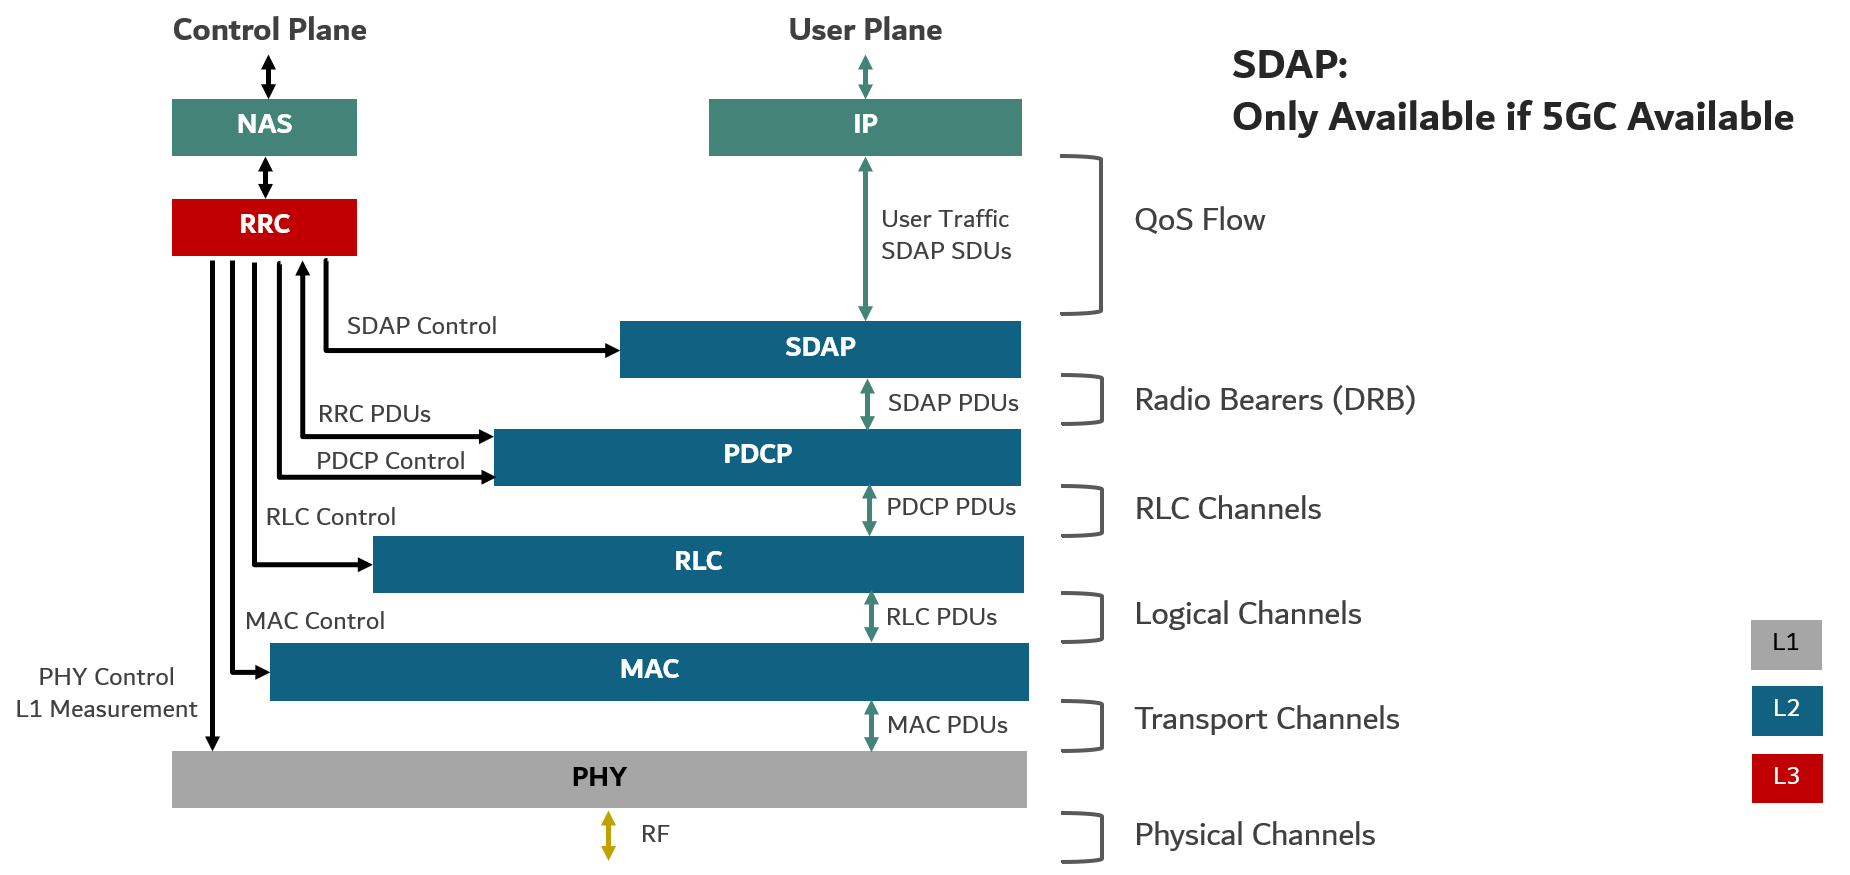 Control Plane
User Plane
SDAP:
Only Available if 5GC Available
NAS
IP
RRC
User Traffic
SDAP SDUs
QoS Flow
SDAP Control
SDAP
RRC PDUs
SDAP PDUs
Radio Bearers (DRB)
PDCP Control
PDCP
RLC Control
PDCP PDUs
RLC Channels
RLC
MAC Control
RLC PDUs
Logical Channels
L1
PHY Control
L1 Measurement
MAC
MAC PDUs
Transport Channels
L2
PHY
L3
RF
Physical Channels